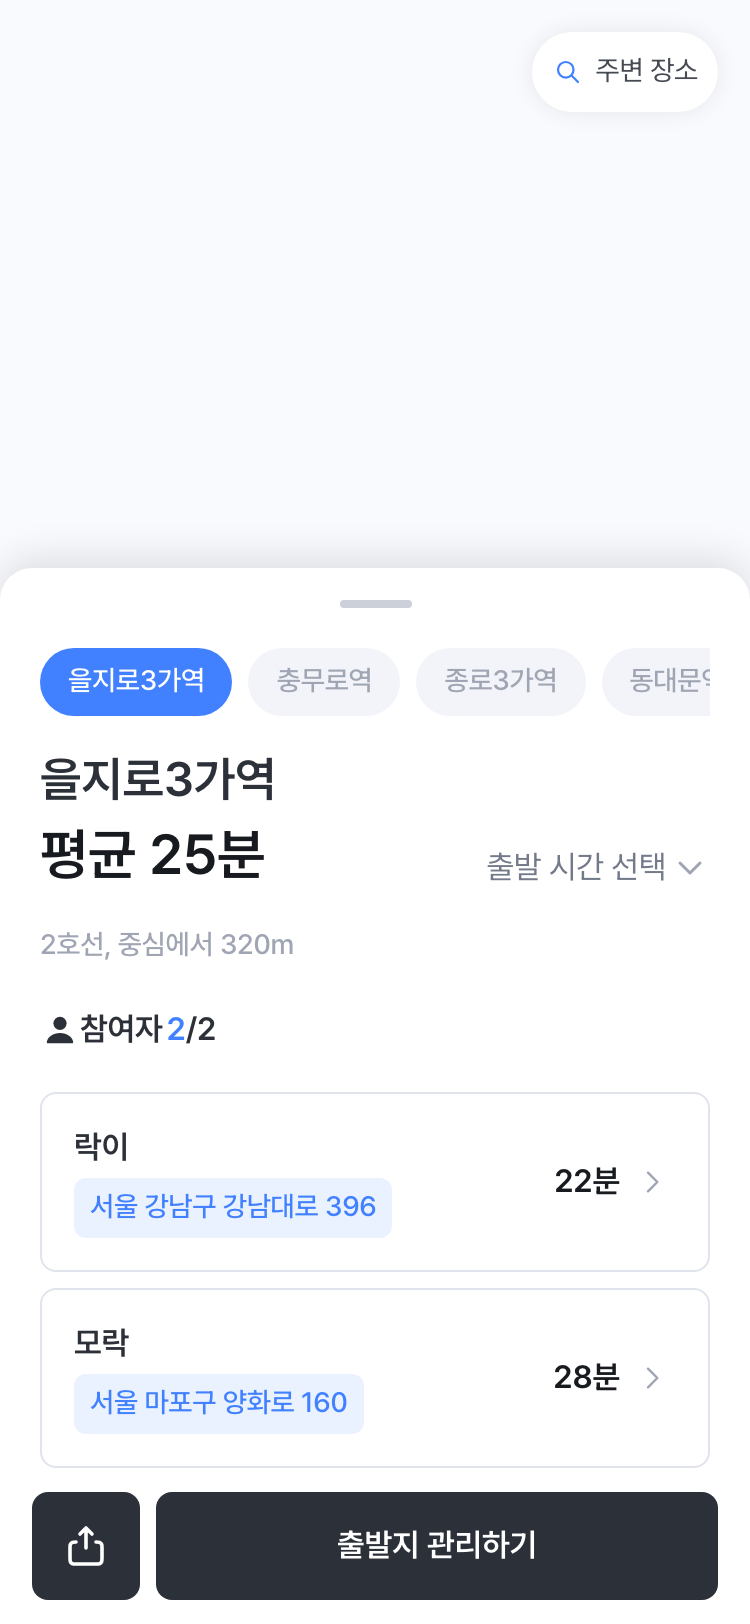 주변 장소
을지로3가역
충무로역
종로3가역
동대문역
을지로3가역
평균 25분
출발 시간 선택
2호선, 중심에서 320m
참여자 2/2
락이
서울 강남구 강남대로 396
22분
모락
서울 마포구 양화로 160
28분
출발지 관리하기